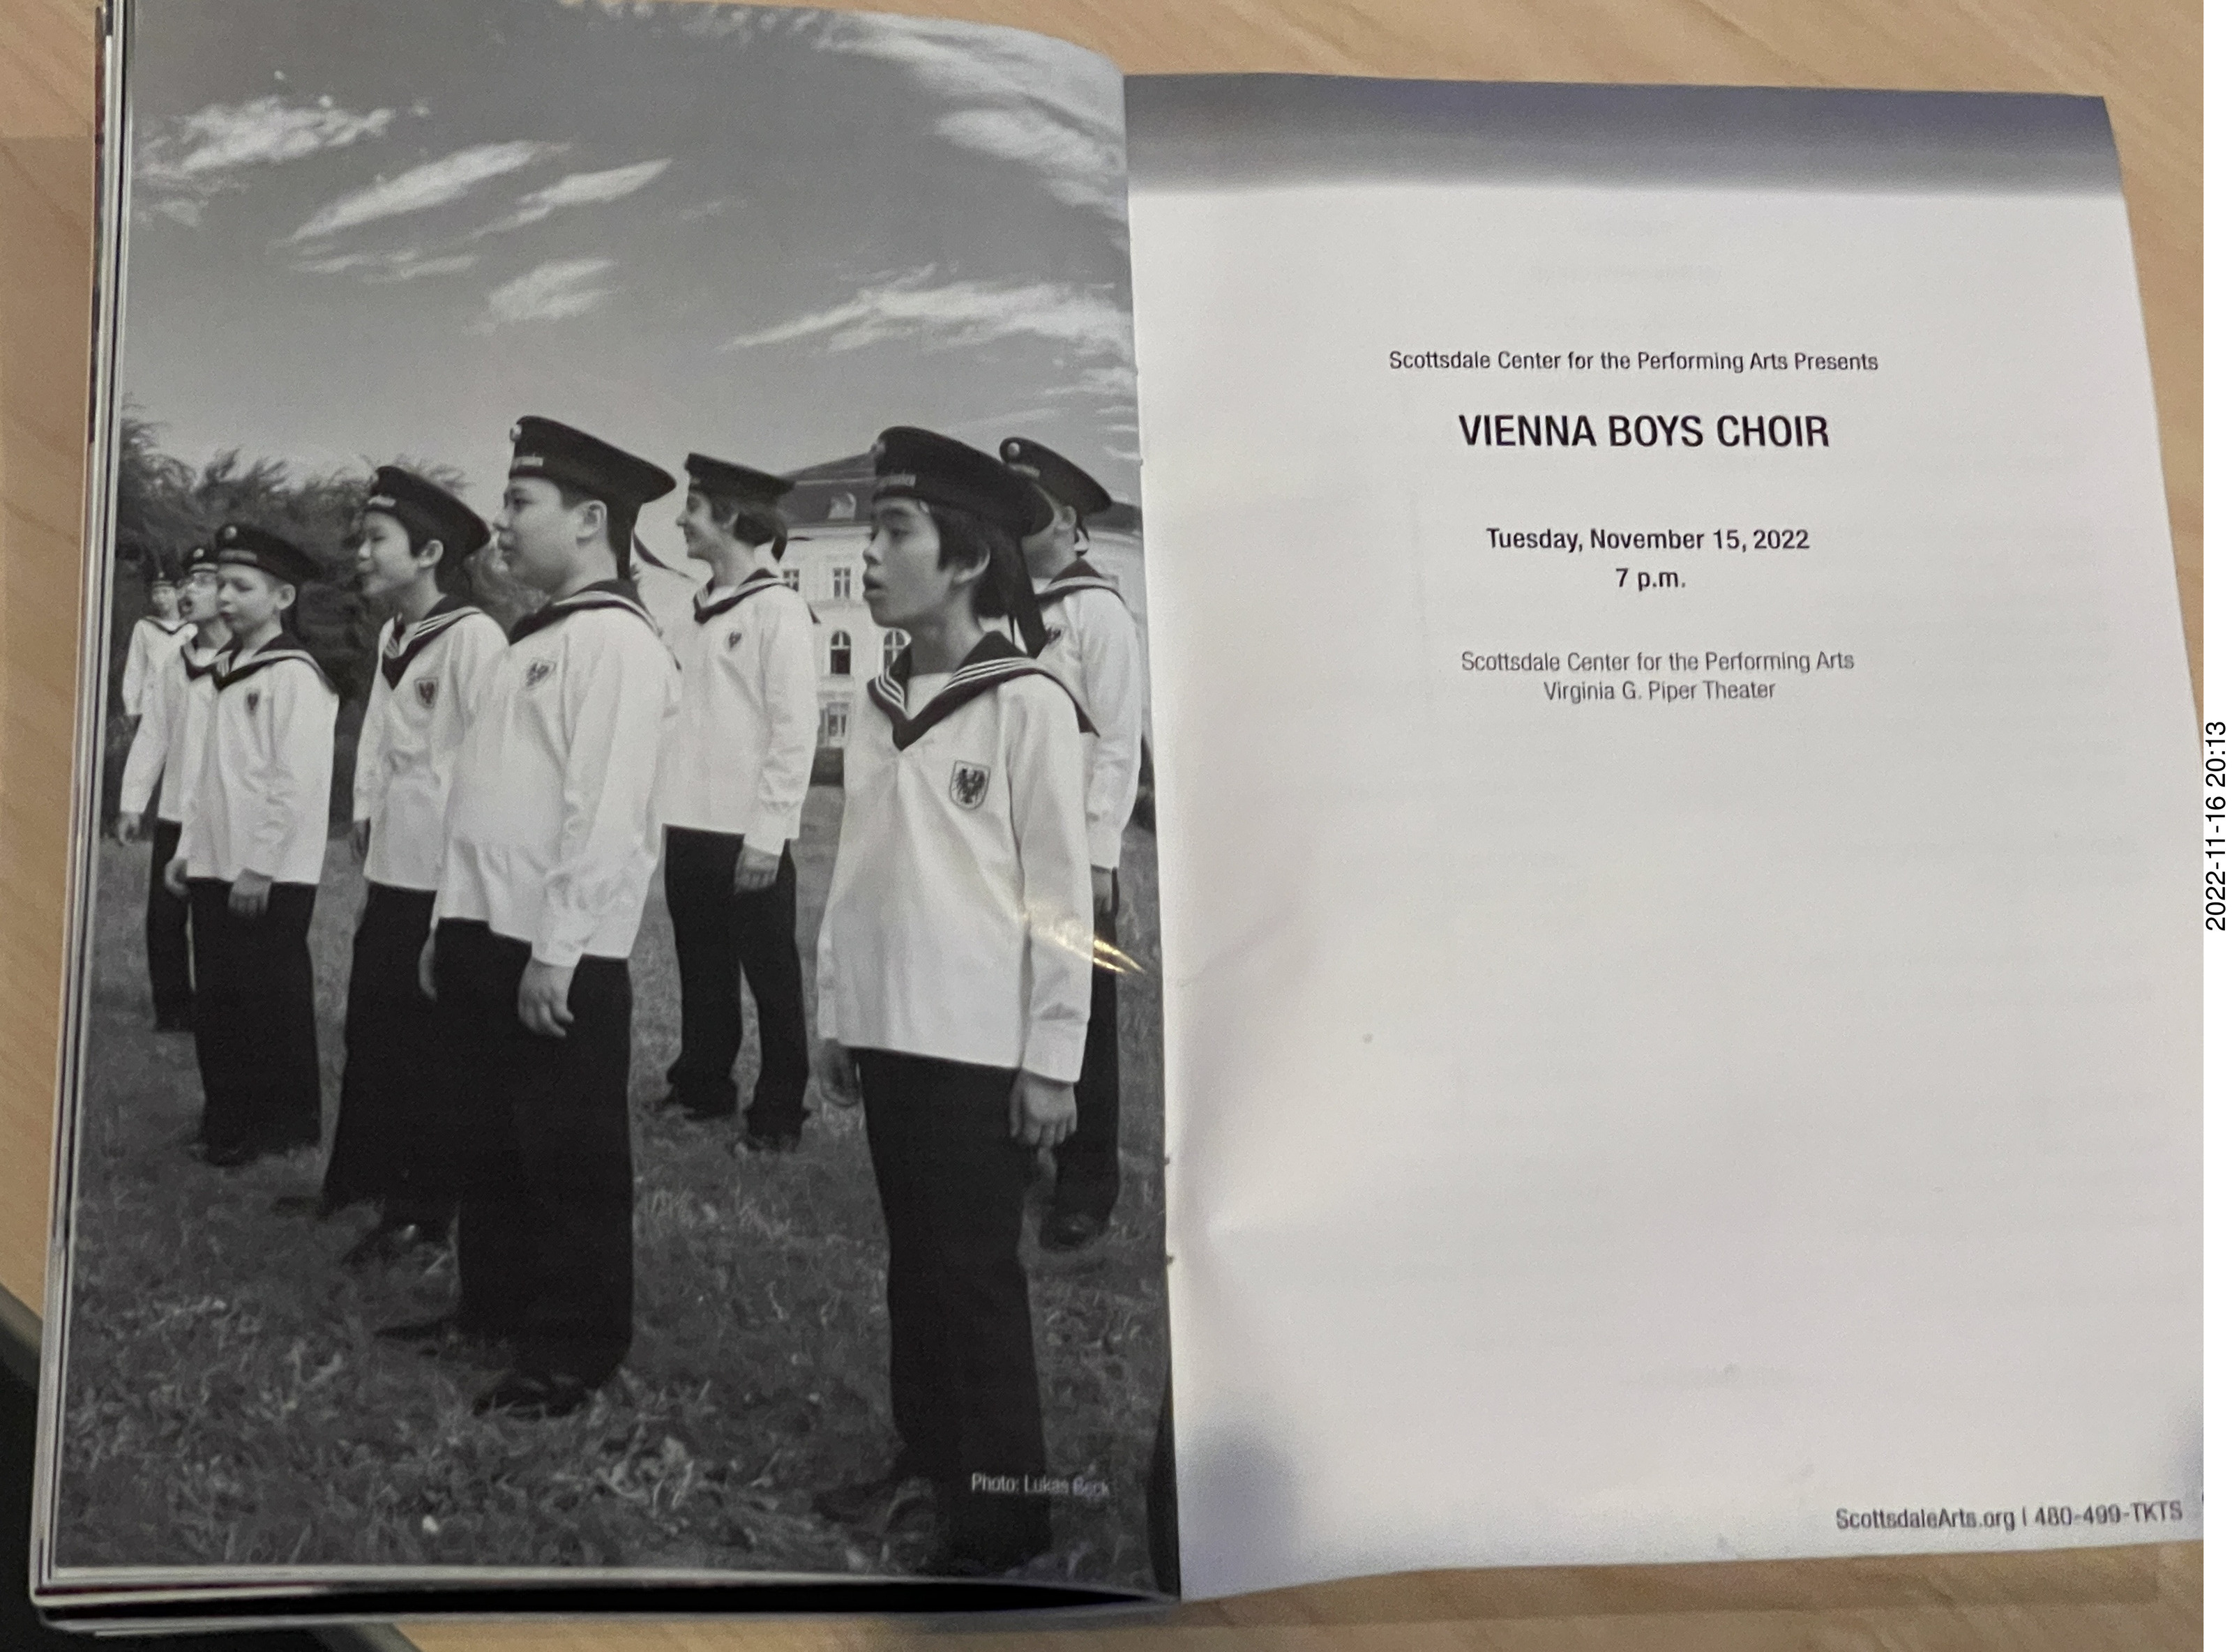 Photo: Lukas Beck
Scottsdale Center for the Performing Arts Presents
VIENNA BOYS CHOIR
Tuesday, November 15, 2022
7 p.m.
Scottsdale Center for the Performing Arts
Virginia G. Piper Theater
ScottsdaleArts.org | 480-499-TKTS
2022-11-16 20:13